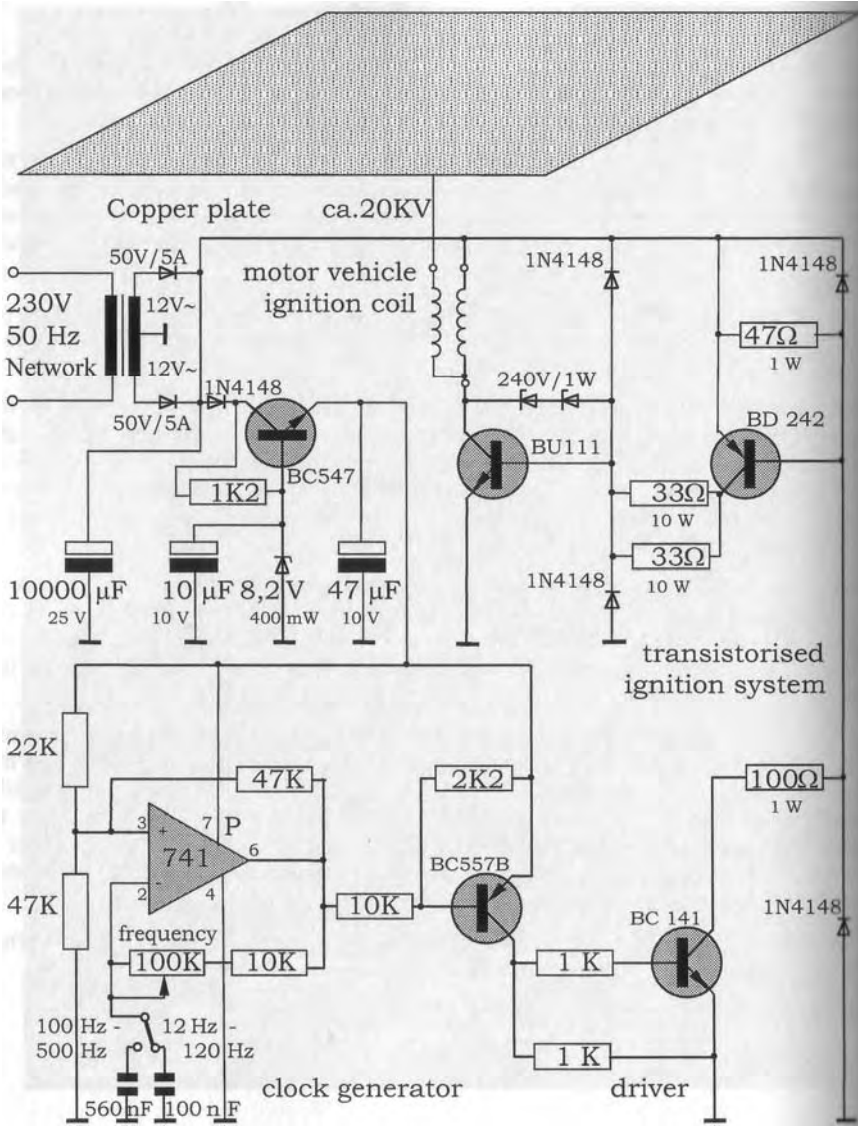 Copper plate
ca.20KV
50V/5A
motor vehicle
ignition coil
1N4148
1N4148
230V
50 Hz
Network
12V~
12V~
47Ω
1 W
1N4148
240V/1W
50V/5A
BU111
BD 242
BC547
1K2
33Ω
10 W
33Ω
10 W
1N4148
10000 µF
25 V
10 µF
10 V
8,2 V
400 mW
47 µF
10 V
transistorised
ignition system
22K
47K
2K2
100Ω
1 W
3
+
7
P
741
6
2
-
4
BC557B
47K
10K
BC 141
1N4148
frequency
100K
10K
1 K
100 Hz -
500 Hz
12 Hz -
120 Hz
1 K
clock generator
driver
560 nF
100 n F